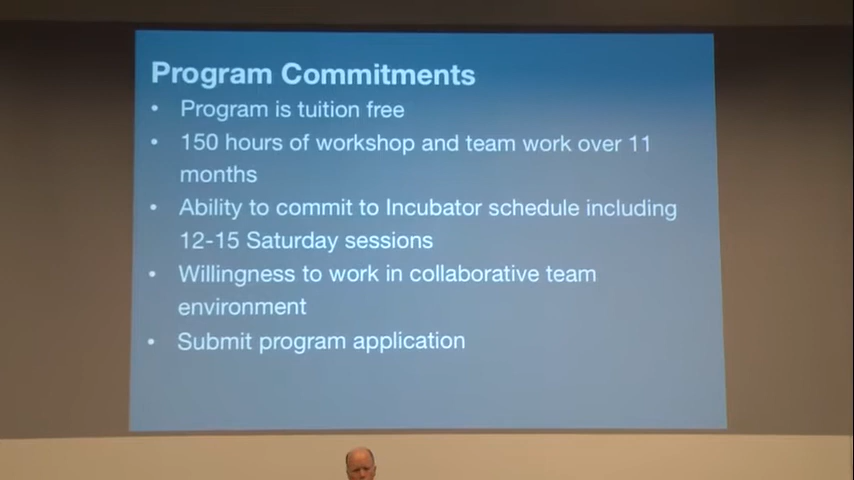 Program Commitments
• Program is tuition free
• 150 hours of workshop and team work over 11
months
• Ability to commit to Incubator schedule including
12-15 Saturday sessions
• Willingness to work in collaborative team
environment
• Submit program application